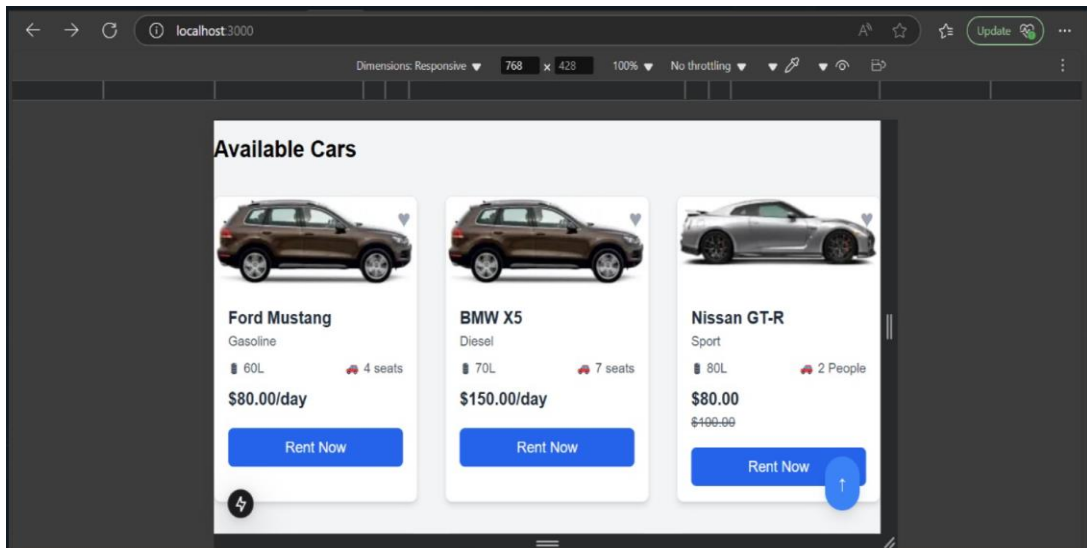 localhost:3000
Update
Dimensions: Responsive 768 x 428 100% No throttling
Available Cars
Ford Mustang
Gasoline
60L 4 seats
$80.00/day
Rent Now
BMW X5
Diesel
70L 7 seats
$150.00/day
Rent Now
Nissan GT-R
Sport
80L 2 People
$80.00
$100.00
Rent Now